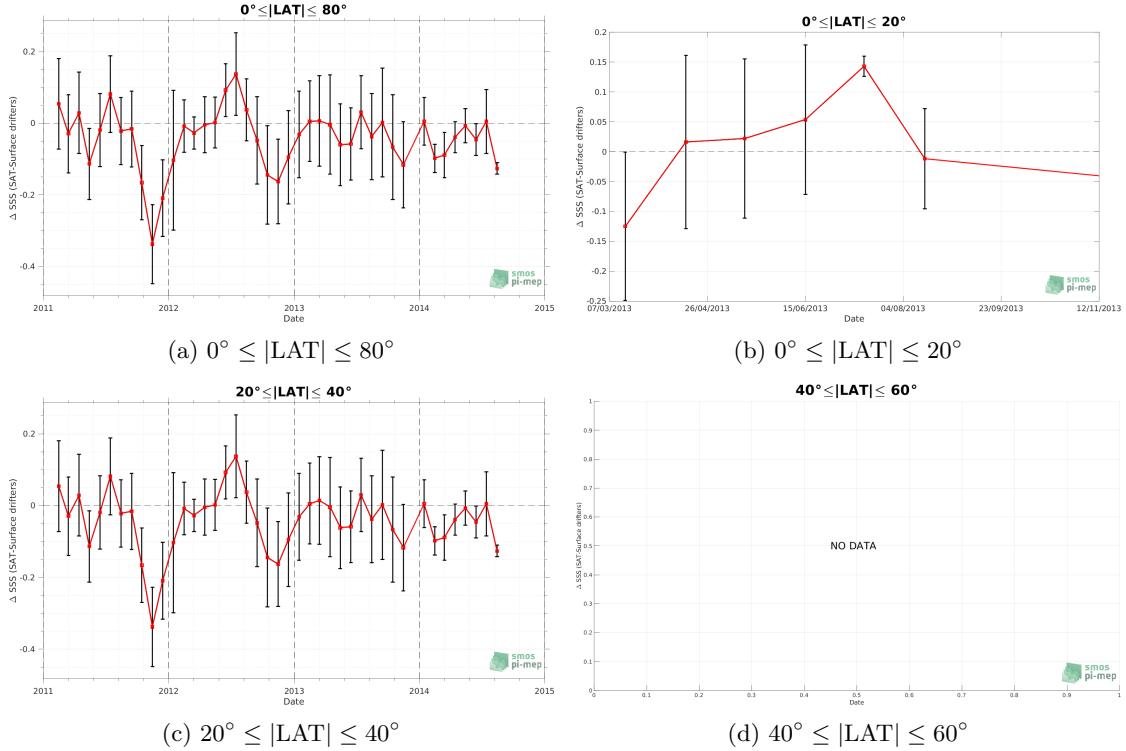 0°≤|LAT|≤ 80°
Δ SSS (SAT-Surface drifters)
0.2
0
-0.2
-0.4
2011
2012
2013
2014
2015
Date
smos
pi-mep
(a) 0° ≤ |LAT| ≤ 80°
0°≤|LAT|≤ 20°
Δ SSS (SAT-Surface drifters)
0.2
0.15
0.1
0.05
0
-0.05
-0.1
-0.15
-0.2
-0.25
07/03/2013
26/04/2013
15/06/2013
04/08/2013
23/09/2013
12/11/2013
Date
smos
pi-mep
(b) 0° ≤ |LAT| ≤ 20°
20°≤|LAT|≤ 40°
Δ SSS (SAT-Surface drifters)
0.2
0
-0.2
-0.4
2011
2012
2013
2014
2015
Date
smos
pi-mep
(c) 20° ≤ |LAT| ≤ 40°
40°≤|LAT|≤ 60°
Δ SSS (SAT-Surface drifters)
1
0.9
0.8
0.7
0.6
0.5
0.4
0.3
0.2
0.1
0
NO DATA
0
0.1
0.2
0.3
0.4
0.5
0.6
0.7
0.8
0.9
1
Date
smos
pi-mep
(d) 40° ≤ |LAT| ≤ 60°